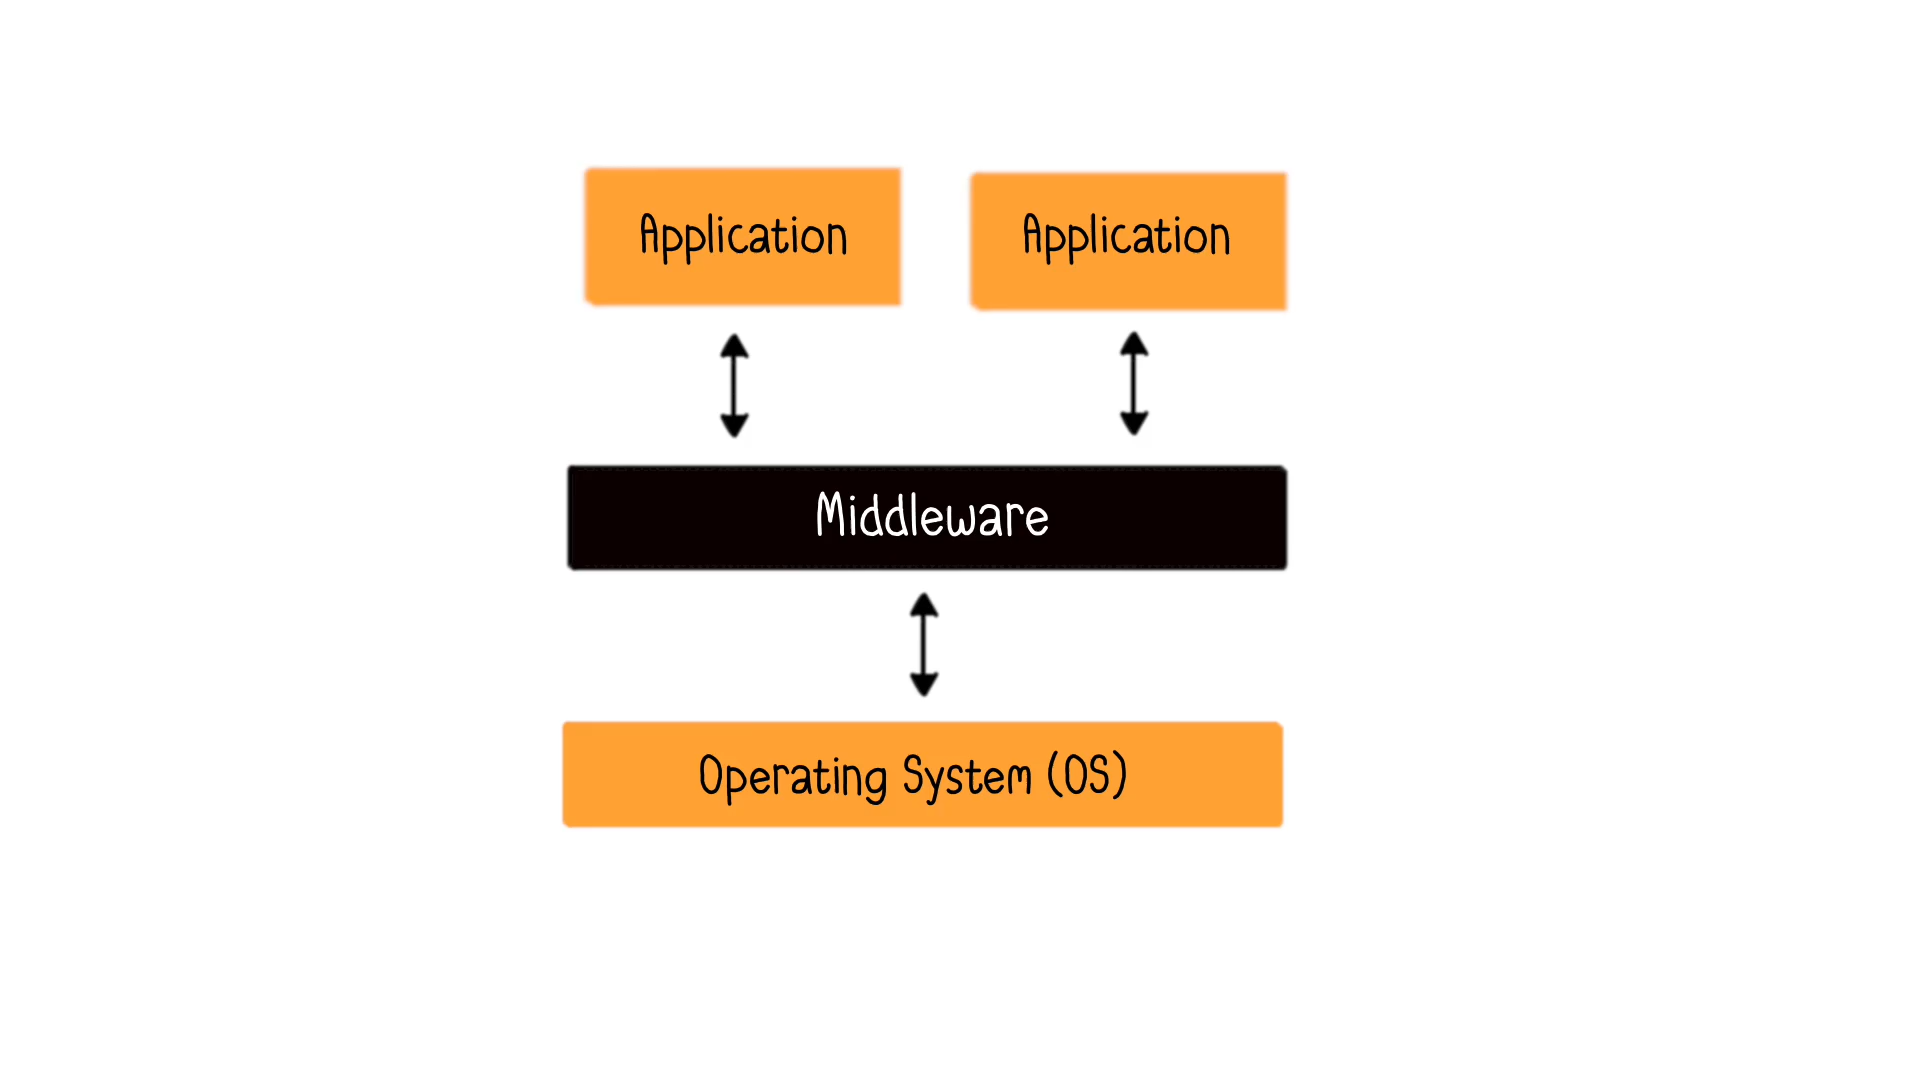 Application
Application
Middleware
Operating System (OS)